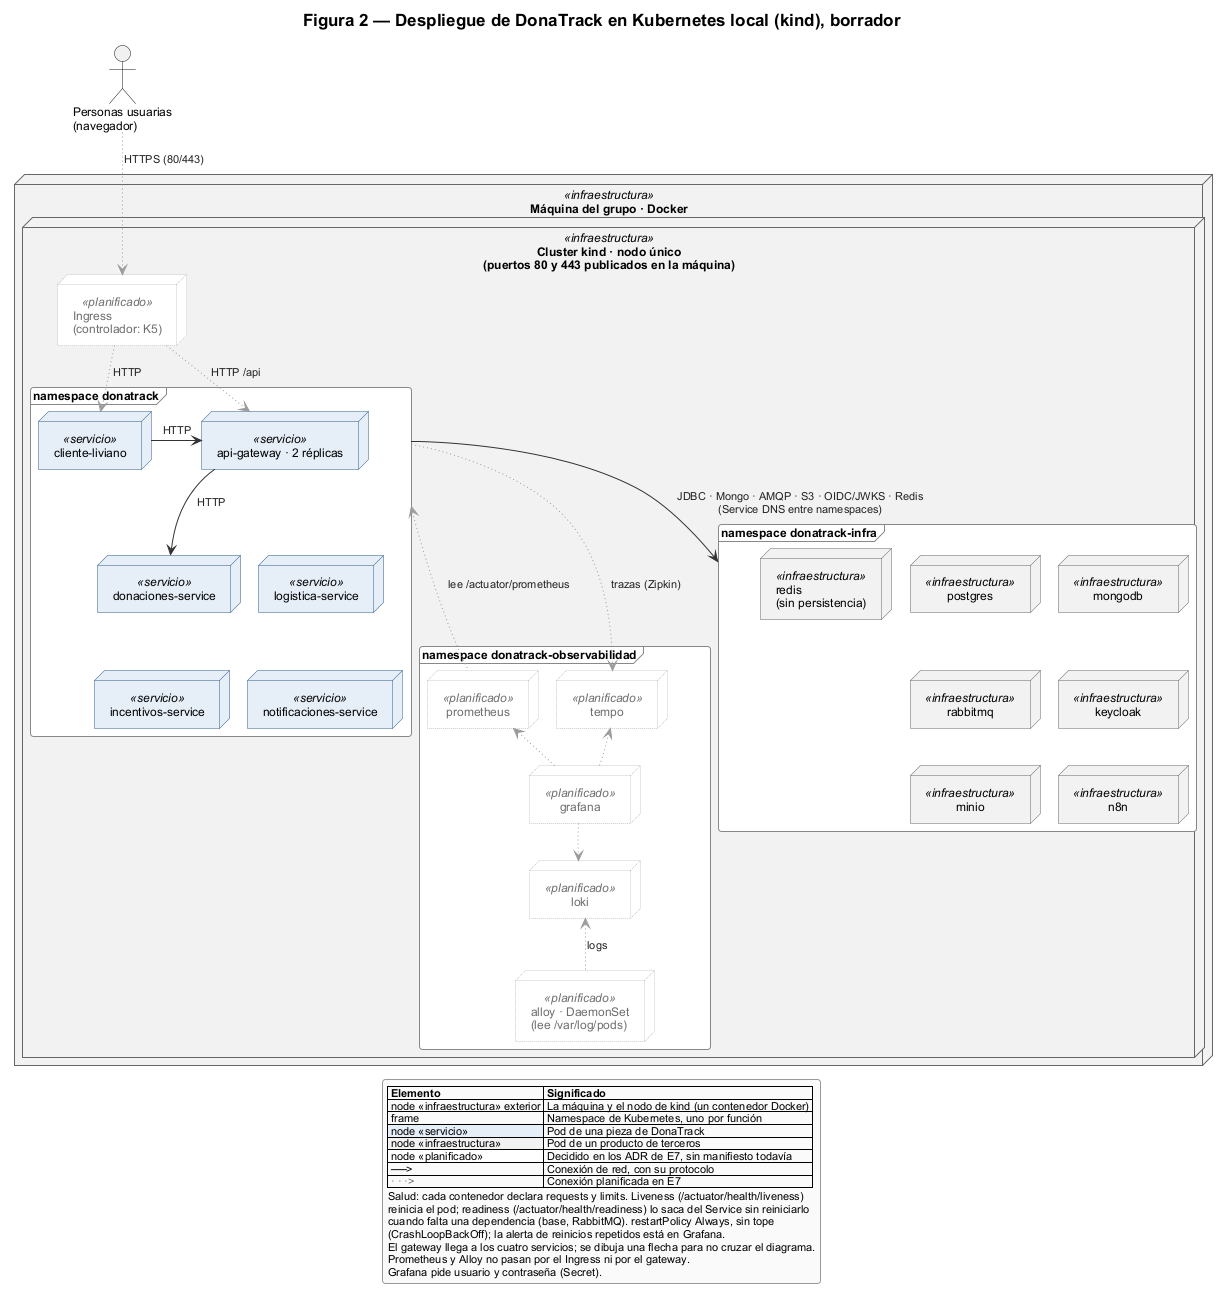 Figura 2 — Despliegue de DonaTrack en Kubernetes local (kind), borrador
Personas usuarias
(navegador)
HTTPS (80/443)
«infraestructura»
Máquina del grupo · Docker
«infraestructura»
Cluster kind · nodo único
(puertos 80 y 443 publicados en la máquina)
«planificado»
Ingress
(controlador: K5)
HTTP
HTTP /api
namespace donatrack
«servicio»
cliente-liviano
HTTP
«servicio»
api-gateway · 2 réplicas
HTTP
«servicio»
donaciones-service
«servicio»
logistica-service
«servicio»
incentivos-service
«servicio»
notificaciones-service
JDBC · Mongo · AMQP · S3 · OIDC/JWKS · Redis
(Service DNS entre namespaces)
lee /actuator/prometheus
trazas (Zipkin)
namespace donatrack-infra
«infraestructura»
redis
(sin persistencia)
«infraestructura»
postgres
«infraestructura»
mongodb
«infraestructura»
rabbitmq
«infraestructura»
keycloak
«infraestructura»
minio
«infraestructura»
n8n
namespace donatrack-observabilidad
«planificado»
prometheus
«planificado»
tempo
«planificado»
grafana
«planificado»
loki
logs
«planificado»
alloy · DaemonSet
(lee /var/log/pods)
Elemento Significado
node «infraestructura» exterior La máquina y el nodo de kind (un contenedor Docker)
frame Namespace de Kubernetes, uno por función
node «servicio» Pod de una pieza de DonaTrack
node «infraestructura» Pod de un producto de terceros
node «planificado» Decidido en los ADR de E7, sin manifiesto todavía
——> Conexión de red, con su protocolo
· · ·> Conexión planificada en E7
Salud: cada contenedor declara requests y limits. Liveness (/actuator/health/liveness)
reinicia el pod; readiness (/actuator/health/readiness) lo saca del Service sin reiniciarlo
cuando falta una dependencia (base, RabbitMQ). restartPolicy Always, sin tope
(CrashLoopBackOff); la alerta de reinicios repetidos está en Grafana.
El gateway llega a los cuatro servicios; se dibuja una flecha para no cruzar el diagrama.
Prometheus y Alloy no pasan por el Ingress ni por el gateway.
Grafana pide usuario y contraseña (Secret).